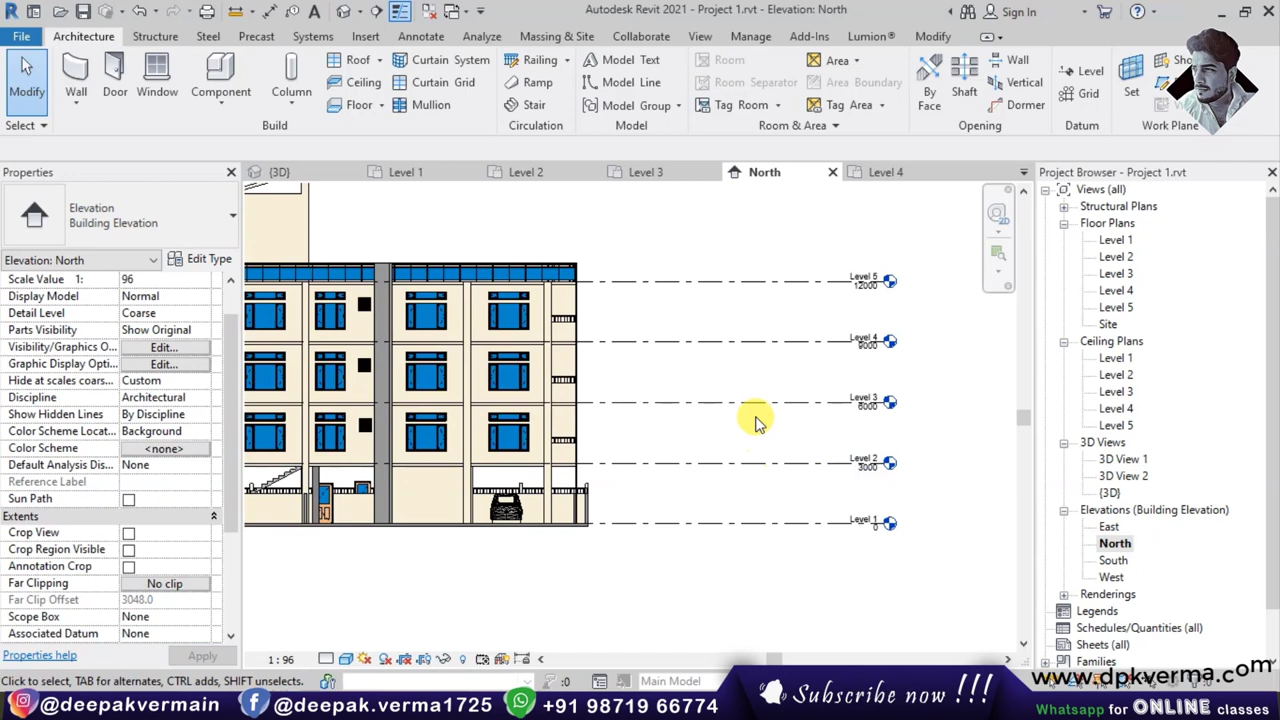 Autodesk Revit 2021 - Project 1.rvt - Elevation: North
Sign In
File Architecture Structure Steel Precast Systems Insert Annotate Analyze Massing & Site Collaborate View Manage Add-Ins Lumion® Modify
Modify
Wall
Door
Window
Component
Column
Roof
Ceiling
Floor
Curtain System
Curtain Grid
Mullion
Railing
Ramp
Stair
Model Text
Model Line
Model Group
Room
Room Separator
Tag Room
Area
Area Boundary
Tag Area
By Face
Shaft
Wall
Vertical
Dormer
Level
Grid
Set
Select
Build
Circulation
Model
Room & Area
Opening
Datum
Work Plane
Properties
{3D}
Level 1
Level 2
Level 3
North
Level 4
Project Browser - Project 1.rvt
Elevation
Building Elevation
Elevation: North
Edit Type
Scale Value 1: 96
Display Model Normal
Detail Level Coarse
Parts Visibility Show Original
Visibility/Graphics O... Edit...
Graphic Display Opti... Edit...
Hide at scales coars... Custom
Discipline Architectural
Show Hidden Lines By Discipline
Color Scheme Locat... Background
Color Scheme <none>
Default Analysis Dis... None
Reference Label
Sun Path
Extents
Crop View
Crop Region Visible
Annotation Crop
Far Clipping No clip
Far Clip Offset 3048.0
Scope Box None
Associated Datum None
Properties help
Apply
Level 5
12000
Level 4
9000
Level 3
6000
Level 2
3000
Level 1
0
2D
Views (all)
Structural Plans
Floor Plans
Level 1
Level 2
Level 3
Level 4
Level 5
Site
Ceiling Plans
Level 1
Level 2
Level 3
Level 4
Level 5
3D Views
3D View 1
3D View 2
{3D}
Elevations (Building Elevation)
East
North
South
West
Renderings
Legends
Schedules/Quantities (all)
Sheets (all)
Families
1 : 96
Click to select, TAB for alternates, CTRL adds, SHIFT unselects.
:0
Main Model
www.dpkverma.com
@deepak.verma
@deepak.verma1725
+91 98719 66774
Subscribe now !!!
Whatsapp for ONLINE classes